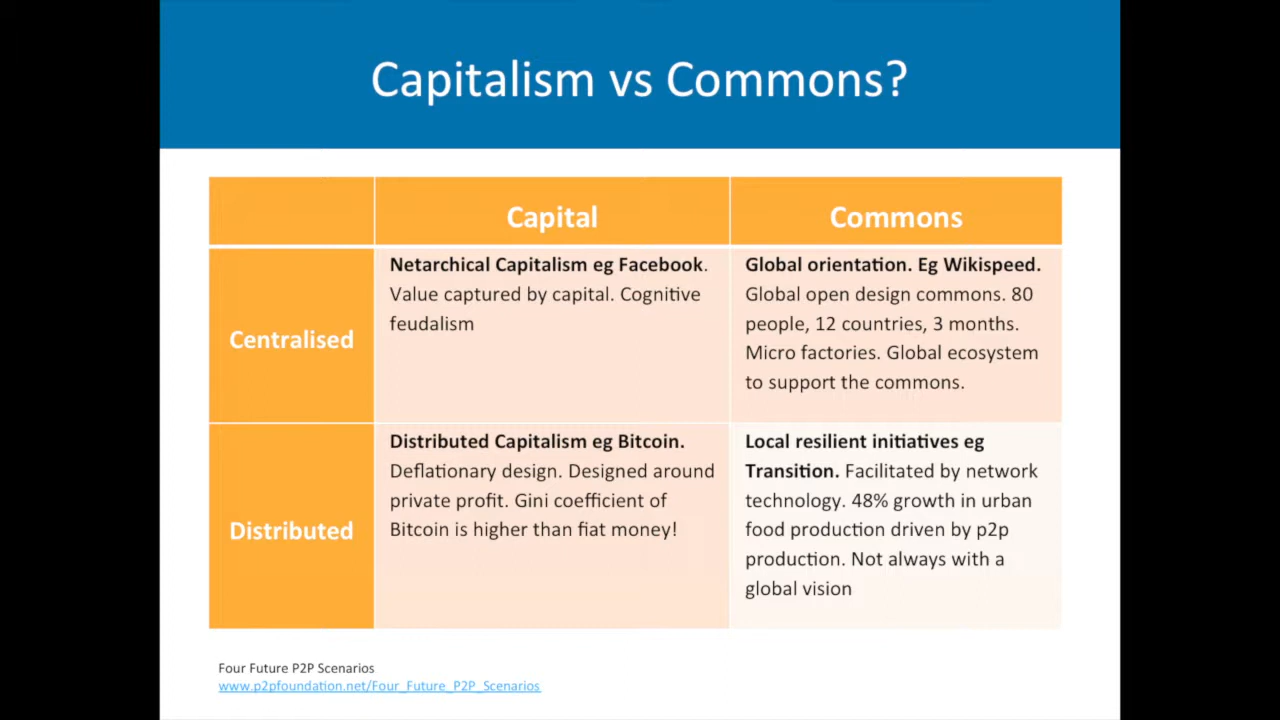 Capitalism vs Commons?
Capital
Commons
Centralised
Netarchical Capitalism eg Facebook.
Value captured by capital. Cognitive
feudalism
Global orientation. Eg Wikispeed.
Global open design commons. 80
people, 12 countries, 3 months.
Micro factories. Global ecosystem
to support the commons.
Distributed
Distributed Capitalism eg Bitcoin.
Deflationary design. Designed around
private profit. Gini coefficient of
Bitcoin is higher than fiat money!
Local resilient initiatives eg
Transition. Facilitated by network
technology. 48% growth in urban
food production driven by p2p
production. Not always with a
global vision
Four Future P2P Scenarios
www.p2pfoundation.net/Four_Future_P2P_Scenarios